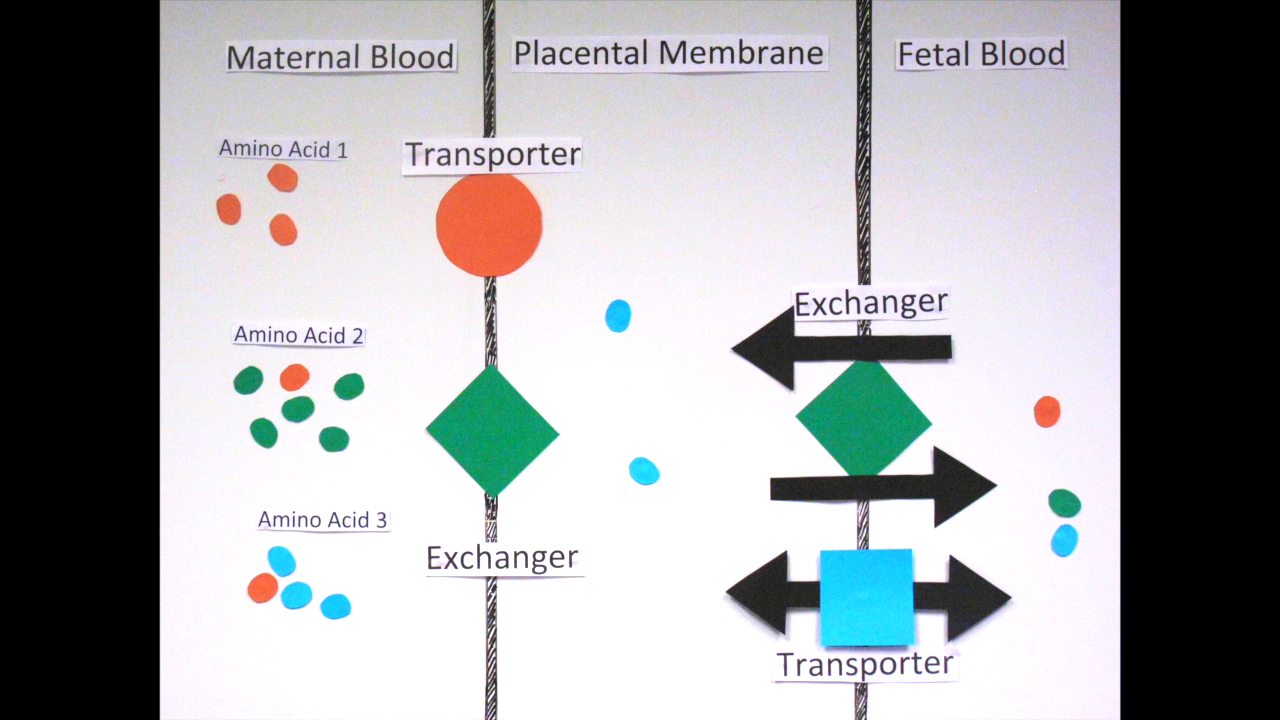 Maternal Blood
Placental Membrane
Fetal Blood
Amino Acid 1
Transporter
Exchanger
Amino Acid 2
Amino Acid 3
Exchanger
Transporter